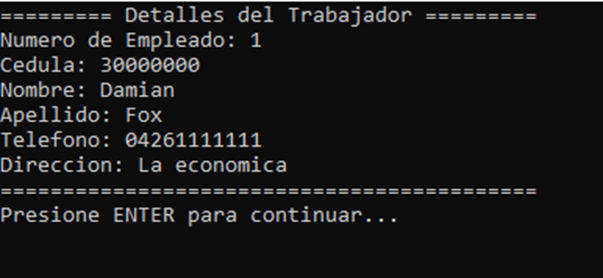 ========= Detalles del Trabajador =========
Numero de Empleado: 1
Cedula: 30000000
Nombre: Damian
Apellido: Fox
Telefono: 04261111111
Direccion: La economica
===========================================
Presione ENTER para continuar...